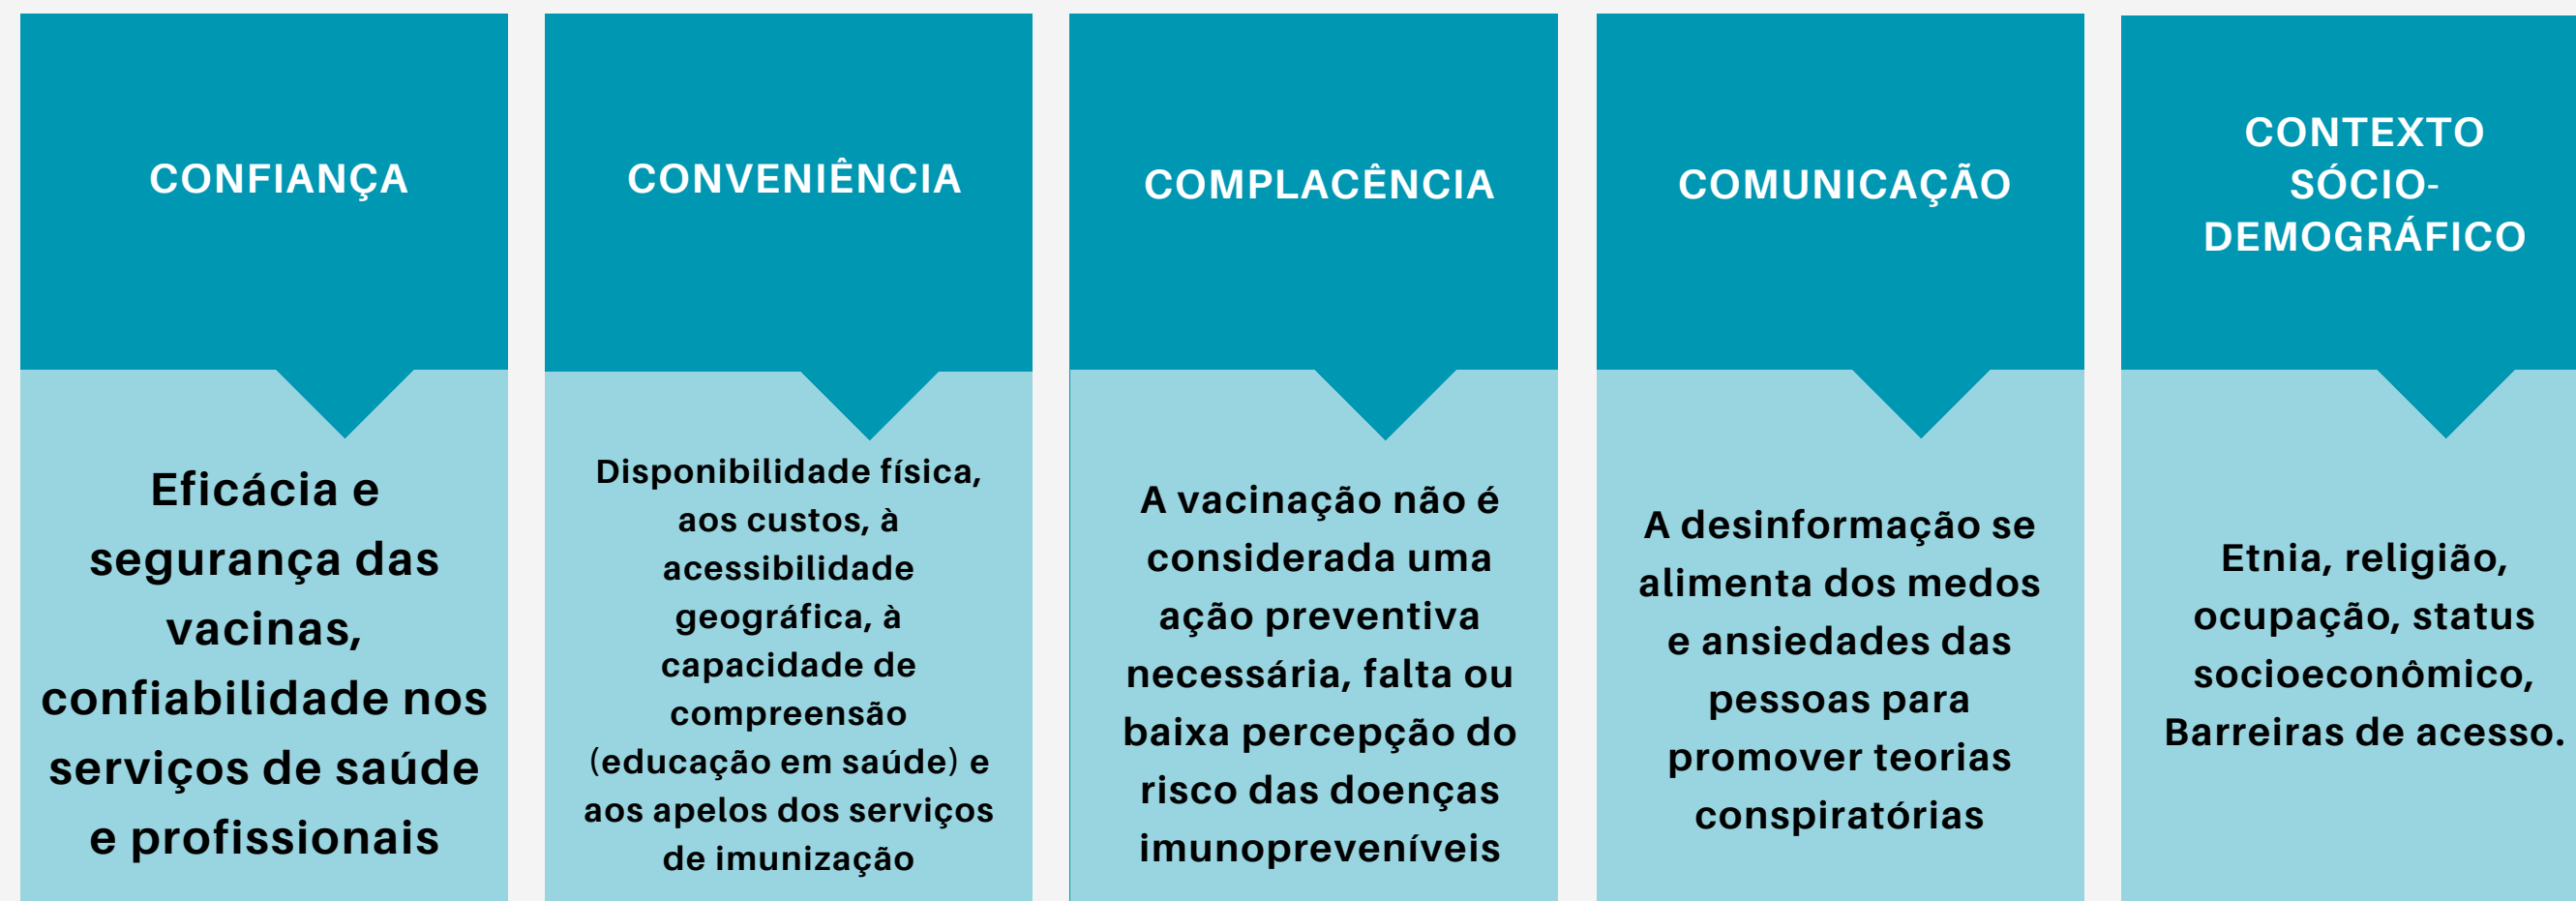 CONFIANÇA
Eficácia e
segurança das
vacinas,
confiabilidade nos
serviços de saúde
e profissionais
CONVENIÊNCIA
Disponibilidade física,
aos custos, à
acessibilidade
geográfica, à
capacidade de
compreensão
(educação em saúde) e
aos apelos dos serviços
de imunização
COMPLACÊNCIA
A vacinação não é
considerada uma
ação preventiva
necessária, falta ou
baixa percepção do
risco das doenças
imunopreveníveis
COMUNICAÇÃO
A desinformação se
alimenta dos medos
e ansiedades das
pessoas para
promover teorias
conspiratórias
CONTEXTO
SÓCIO-
DEMOGRÁFICO
Etnia, religião,
ocupação, status
socioeconômico,
Barreiras de acesso.